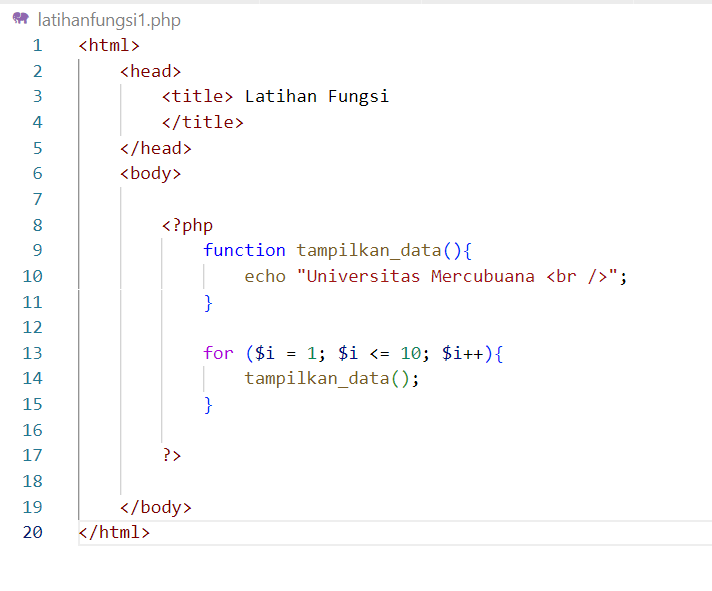 latihanfungsi1.php
1 <html>
2     <head>
3         <title> Latihan Fungsi
4         </title>
5     </head>
6     <body>
7
8         <?php
9             function tampilkan_data(){
10                 echo "Universitas Mercubuana <br />";
11             }
12
13             for ($i = 1; $i <= 10; $i++){
14                 tampilkan_data();
15             }
16
17         ?>
18
19     </body>
20 </html>